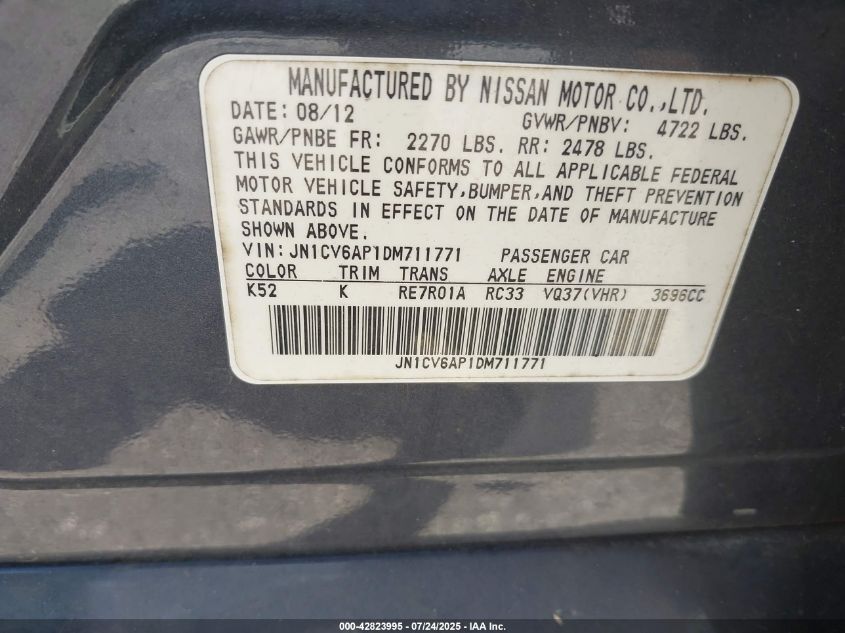 MANUFACTURED BY NISSAN MOTOR CO.,LTD.
DATE: 08/12 GVWR/PNBV: 4722 LBS.
GAWR/PNBE FR: 2270 LBS. RR: 2478 LBS.
THIS VEHICLE CONFORMS TO ALL APPLICABLE FEDERAL
MOTOR VEHICLE SAFETY,BUMPER,AND THEFT PREVENTION
STANDARDS IN EFFECT ON THE DATE OF MANUFACTURE
SHOWN ABOVE.
VIN: JN1CV6AP1DM711771 PASSENGER CAR
COLOR TRIM TRANS AXLE ENGINE
K52 K RE7R01A RC33 VQ37(VHR) 3696CC
JN1CV6AP1DM711771
000-42823995 - 07/24/2025 - IAA Inc.